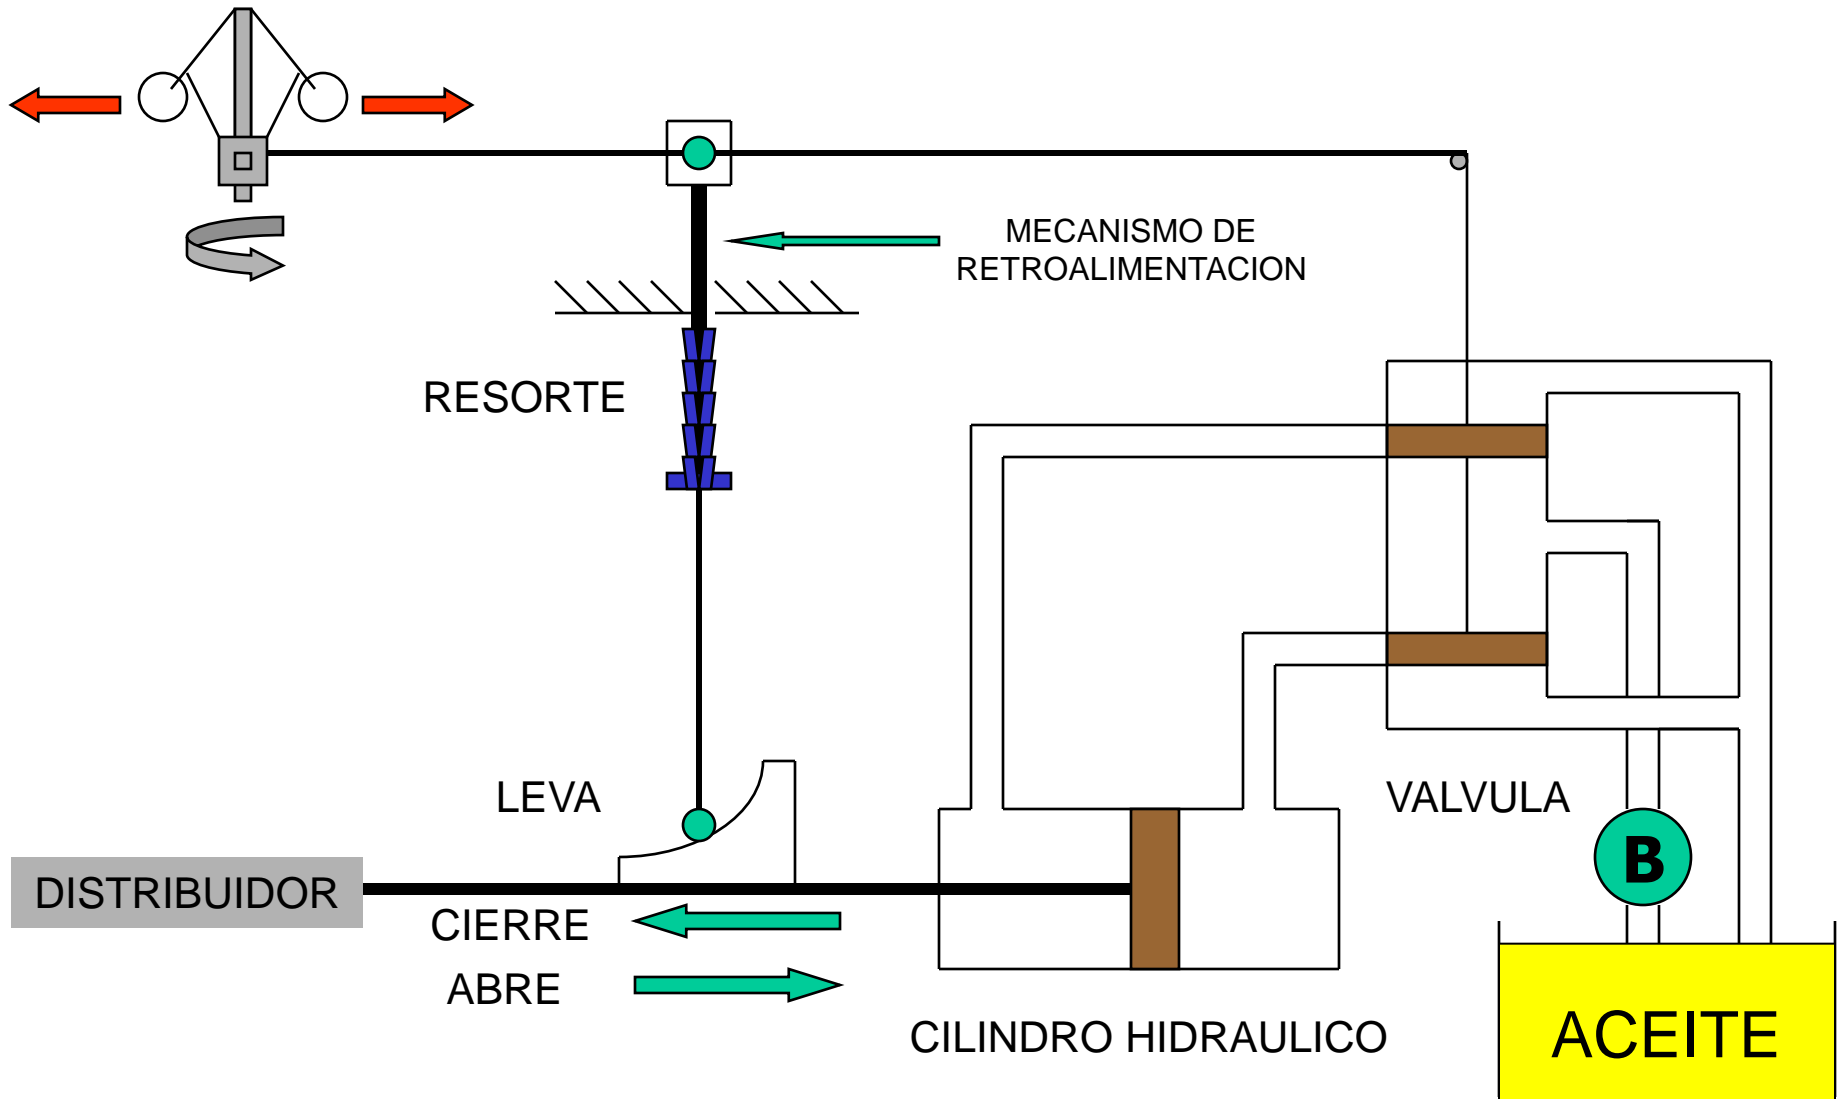 MECANISMO DE
RETROALIMENTACION
RESORTE
LEVA
VALVULA
B
DISTRIBUIDOR
CIERRE
ABRE
CILINDRO HIDRAULICO
ACEITE